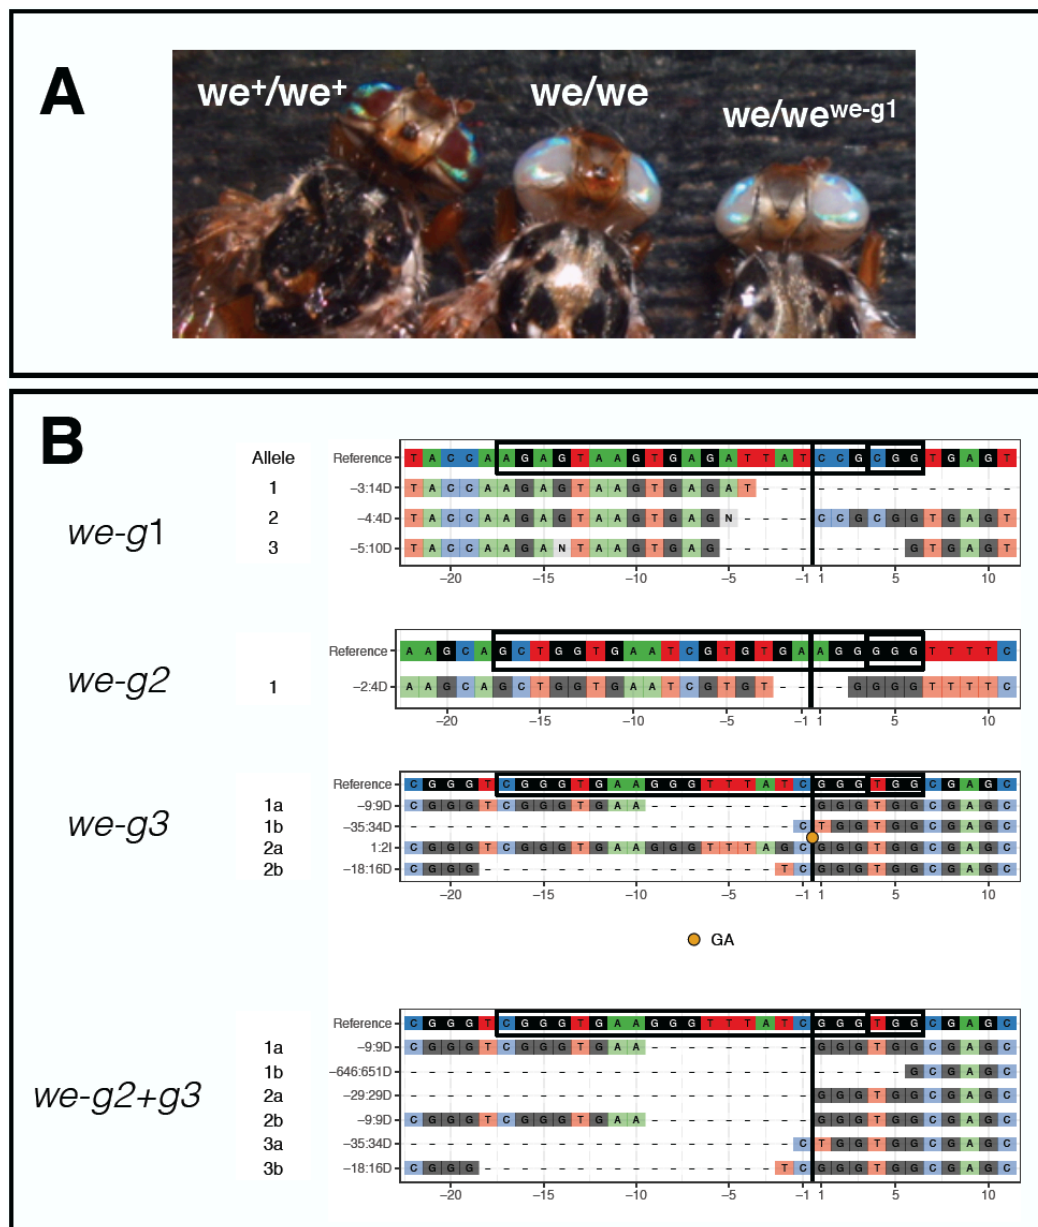 A
we+/we+
we/we
we/we^we-g1
B
Allele
Reference T A C C A A G A G T A A G T G A G A T T A T C C G C G G T G A G T
we-g1
1 −3:14D T A C C A A G A G T A A G T G A G A T - - - - - - - - - - - - - -
2 −4:4D T A C C A A G A G T A A G T G A G N - - - - C C G C G G T G A G T
3 −5:10D T A C C A A G A N T A A G T G A G - - - - - - - - - - G T G A G T
−20 −15 −10 −5 −1 1 5 10
Reference A A G C A G C T G G T G A A T C G T G T G A A G G G G G T T T T C
we-g2
1 −2:4D A A G C A G C T G G T G A A T C G T G T - - - - G G G G T T T T C
−20 −15 −10 −5 −1 1 5 10
Reference C G G G T C G G G T G A A G G G T T T A T C G G G T G G C G A G C
we-g3
1a −9:9D C G G G T C G G G T G A A - - - - - - - - - G G G T G G C G A G C
1b −35:34D - - - - - - - - - - - - - - - - - - - - - C T G G T G G C G A G C
2a 1:2I C G G G T C G G G T G A A G G G T T T A G C G G G T G G C G A G C
2b −18:16D C G G G - - - - - - - - - - - - - - - - T C G G G T G G C G A G C
−20 −15 −10 −5 −1 1 5 10
GA
Reference C G G G T C G G G T G A A G G G T T T A T C G G G T G G C G A G C
we-g2+g3
1a −9:9D C G G G T C G G G T G A A - - - - - - - - - G G G T G G C G A G C
1b −646:651D - - - - - - - - - - - - - - - - - - - - - - - - - - - G C G A G C
2a −29:29D - - - - - - - - - - - - - - - - - - - - - - G G G T G G C G A G C
2b −9:9D C G G G T C G G G T G A A - - - - - - - - - G G G T G G C G A G C
3a −35:34D - - - - - - - - - - - - - - - - - - - - - C T G G T G G C G A G C
3b −18:16D C G G G - - - - - - - - - - - - - - - - T C G G G T G G C G A G C
−20 −15 −10 −5 −1 1 5 10